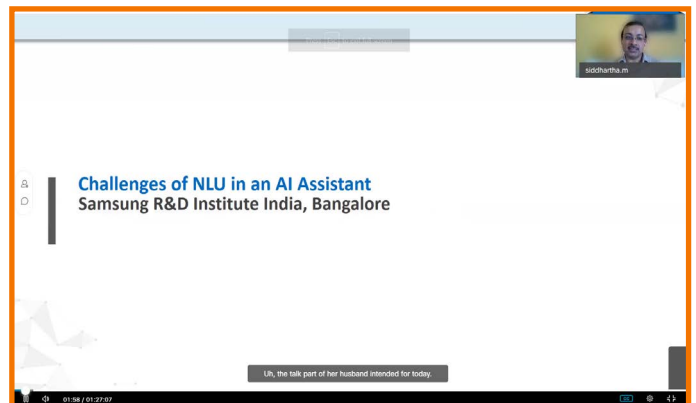 siddhartha.m
Challenges of NLU in an AI Assistant
Samsung R&D Institute India, Bangalore
Uh, the talk part of her husband intended for today.
01:58 / 01:27:07